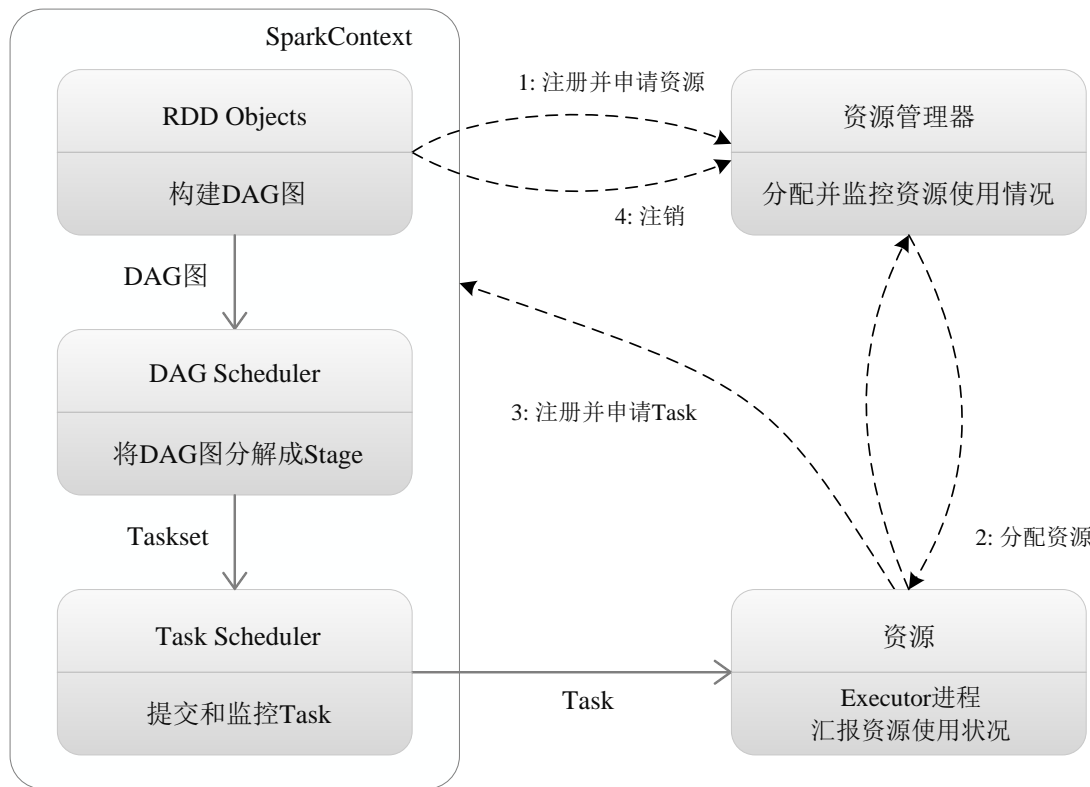 SparkContext
RDD Objects
构建DAG图
1: 注册并申请资源
4: 注销
资源管理器
分配并监控资源使用情况
DAG图
DAG Scheduler
将DAG图分解成Stage
3: 注册并申请Task
2: 分配资源
Taskset
Task Scheduler
提交和监控Task
Task
资源
Executor进程
汇报资源使用状况